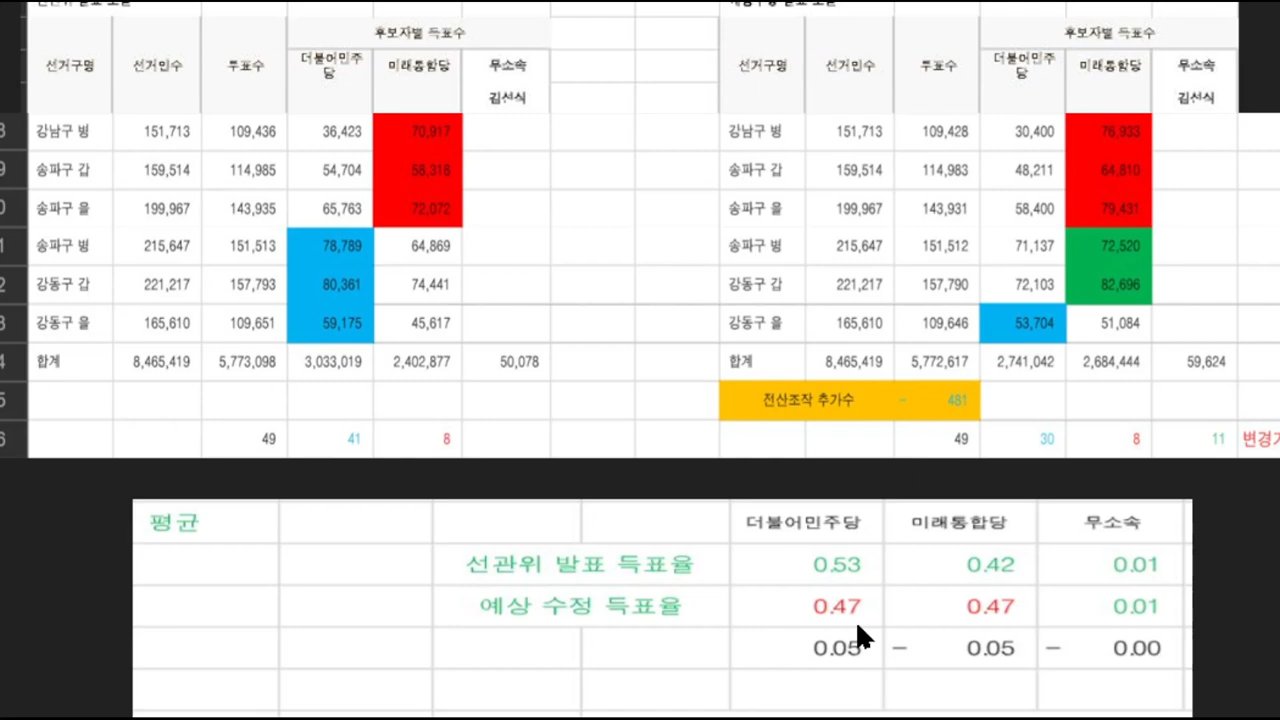 후보자별 득표수 후보자별 득표수
선거구명 선거인수 투표수 더불어민주당 미래통합당 무소속 선거구명 선거인수 투표수 더불어민주당 미래통합당 무소속
김선식 김선식
강남구 병 151,713 109,436 36,423 70,917 강남구 병 151,713 109,428 30,400 76,933
송파구 갑 159,514 114,985 54,704 58,318 송파구 갑 159,514 114,983 48,211 64,810
송파구 을 199,967 143,935 65,763 72,072 송파구 을 199,967 143,931 58,400 79,431
송파구 병 215,647 151,513 78,789 64,869 송파구 병 215,647 151,512 71,137 72,520
강동구 갑 221,217 157,793 80,361 74,441 강동구 갑 221,217 157,790 72,103 82,696
강동구 을 165,610 109,651 59,175 45,617 강동구 을 165,610 109,646 53,704 51,084
합계 8,465,419 5,773,098 3,033,019 2,402,877 50,078 합계 8,465,419 5,772,617 2,741,042 2,684,444 59,624
전산조작 추가수 - 481
49 41 8 49 30 8 11
평균 더불어민주당 미래통합당 무소속
선관위 발표 득표율 0.53 0.42 0.01
예상 수정 득표율 0.47 0.47 0.01
0.05 - 0.05 - 0.00